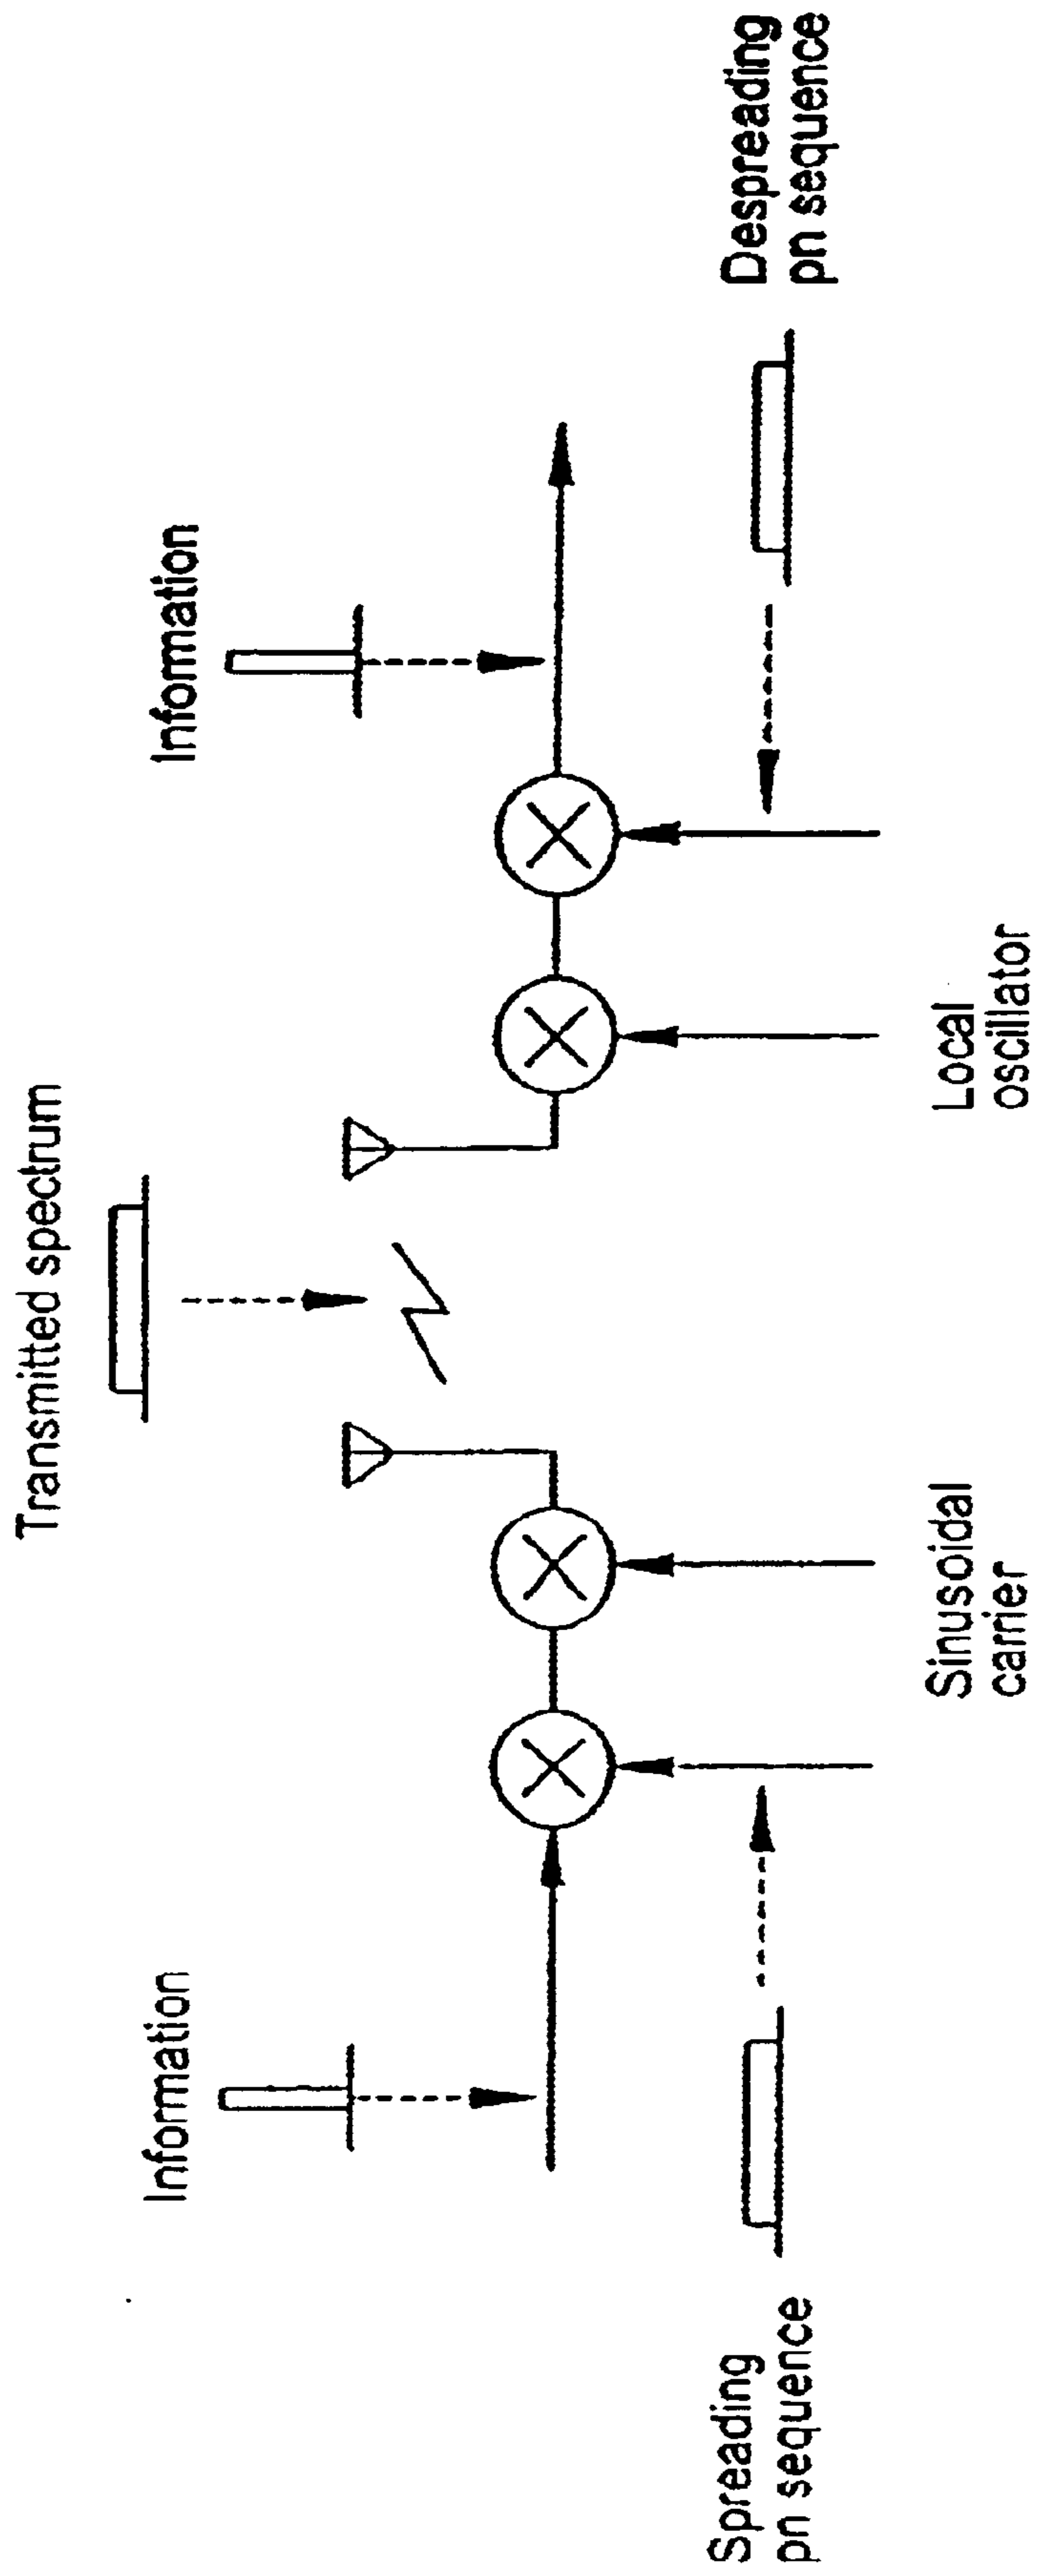 Transmitted spectrum
Information
Information
Spreading
pn sequence
Despreading
pn sequence
Sinusoidal
carrier
Local
oscillator